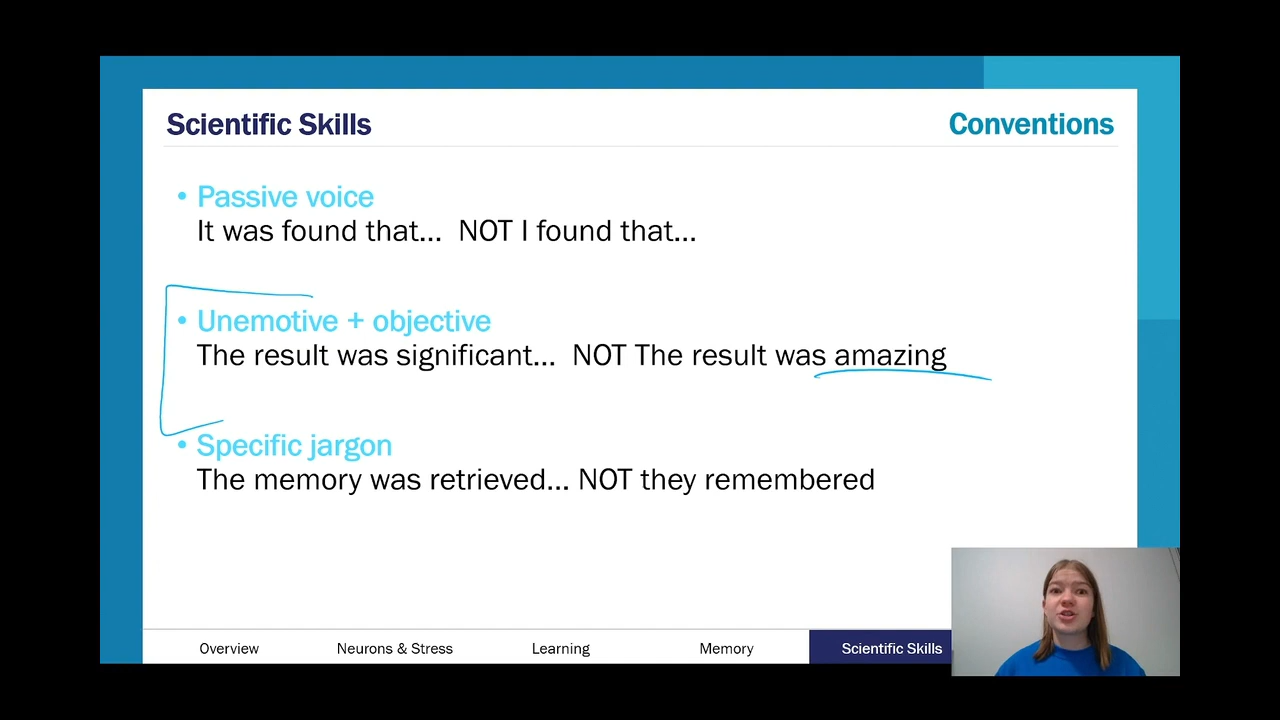 Scientific Skills
Conventions
• Passive voice
It was found that... NOT I found that...
• Unemotive + objective
The result was significant... NOT The result was amazing
• Specific jargon
The memory was retrieved... NOT they remembered
Overview
Neurons & Stress
Learning
Memory
Scientific Skills